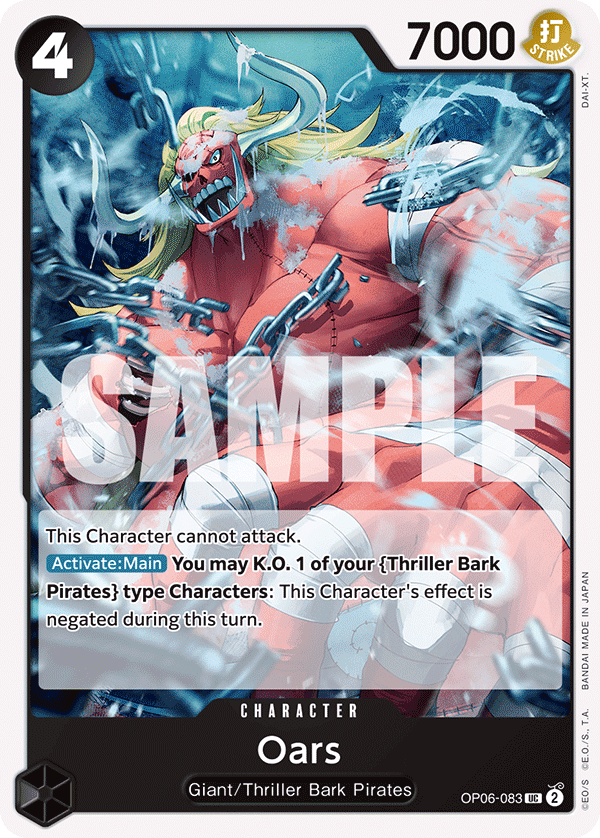 4
7000
打
STRIKE
DAI-XT.
SAMPLE
This Character cannot attack.
Activate:Main You may K.O. 1 of your {Thriller Bark
Pirates} type Characters: This Character's effect is
negated during this turn.
CHARACTER
Oars
Giant/Thriller Bark Pirates
OP06-083 UC 2
©EO/S ©E.O./S., T.A. BANDAI MADE IN JAPAN